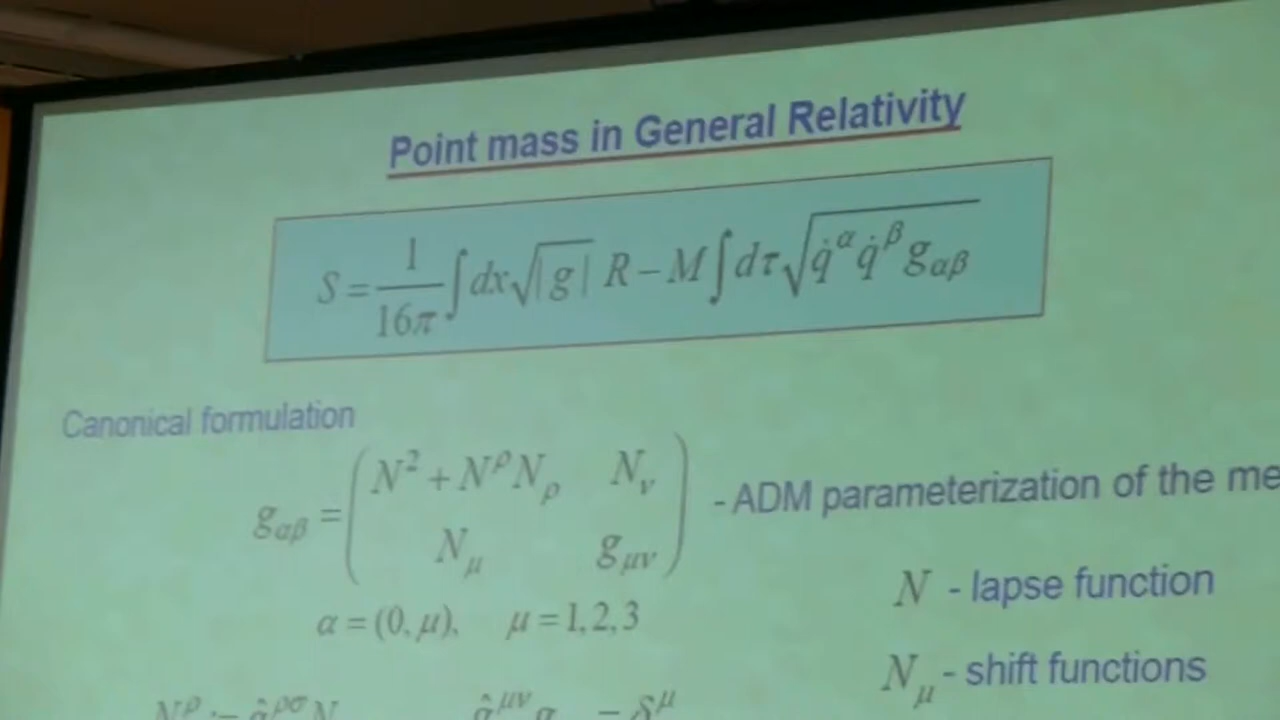 Point mass in General Relativity
S = 1/16π ∫ dx √|g| R − M ∫ dτ √(q̇^α q̇^β g_αβ)
Canonical formulation
g_αβ = ( N² + N^ρ N_ρ   N_ν
N_μ   g_μν ) - ADM parameterization of the
α = (0, μ),   μ = 1,2,3
N - lapse function
N_μ - shift functions